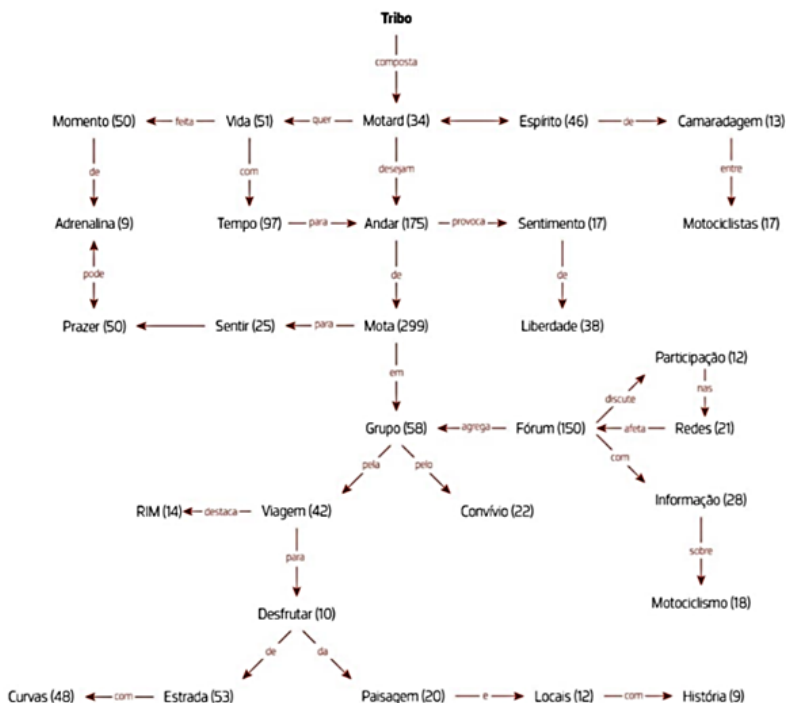 Tribo
composta
Momento (50) feita Vida (51) quer Motard (34) Espírito (46) de Camaradagem (13)
de com desejam entre
Adrenalina (9) Tempo (97) para Andar (175) provoca Sentimento (17) Motociclistas (17)
pode de de
Prazer (50) Sentir (25) para Mota (299) Liberdade (38)
Participação (12)
em discute nas
Grupo (58) agrega Fórum (150) afeta Redes (21)
pela pelo com
RIM (14) destaca Viagem (42) Convívio (22) Informação (28)
para sobre
Desfrutar (10) Motociclismo (18)
de da
Curvas (48) com Estrada (53) Paisagem (20) e Locais (12) com História (9)